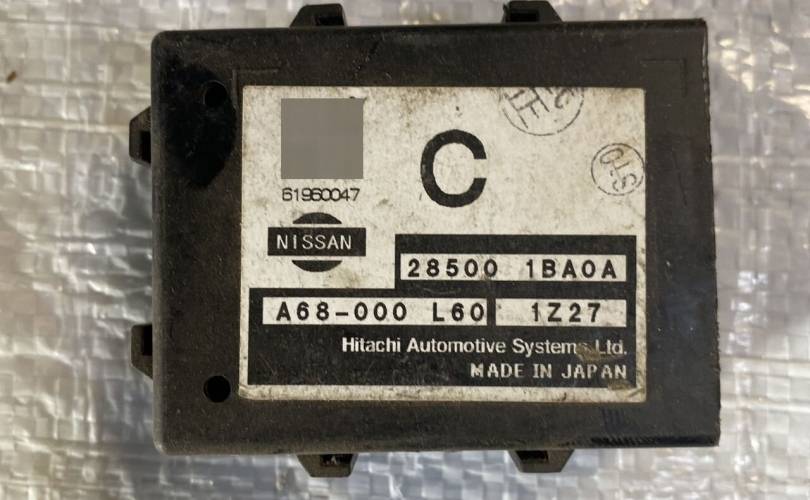 C
61960047
NISSAN
28500 1BA0A
A68-000 L60 1Z27
Hitachi Automotive Systems, Ltd.
MADE IN JAPAN